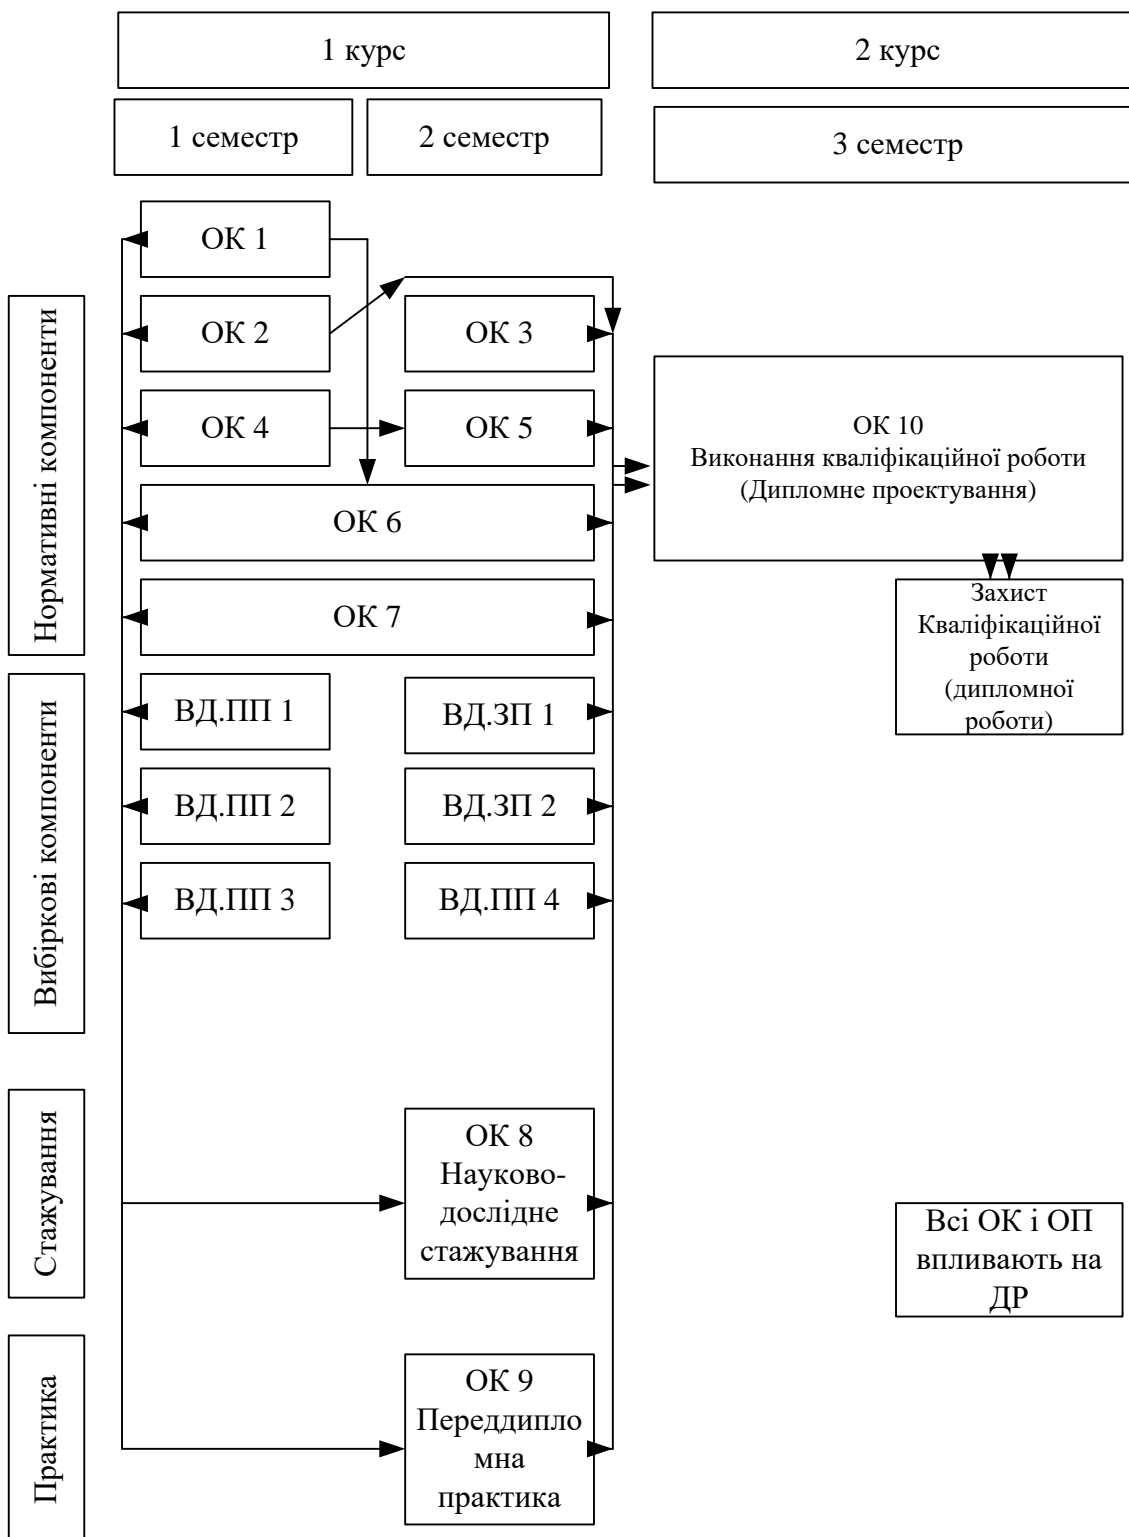 1 курс
2 курс
1 семестр
2 семестр
3 семестр
ОК 1
Нормативні компоненти
ОК 2
ОК 3
ОК 4
ОК 5
ОК 6
ОК 7
ОК 10
Виконання кваліфікаційної роботи
(Дипломне проектування)
Захист
Кваліфікаційної
роботи
(дипломної
роботи)
Вибіркові компоненти
ВД.ПП 1
ВД.ЗП 1
ВД.ПП 2
ВД.ЗП 2
ВД.ПП 3
ВД.ПП 4
Стажування
ОК 8
Науково-
дослідне
стажування
Всі ОК і ОП
впливають на
ДР
Практика
ОК 9
Переддипло
мна
практика